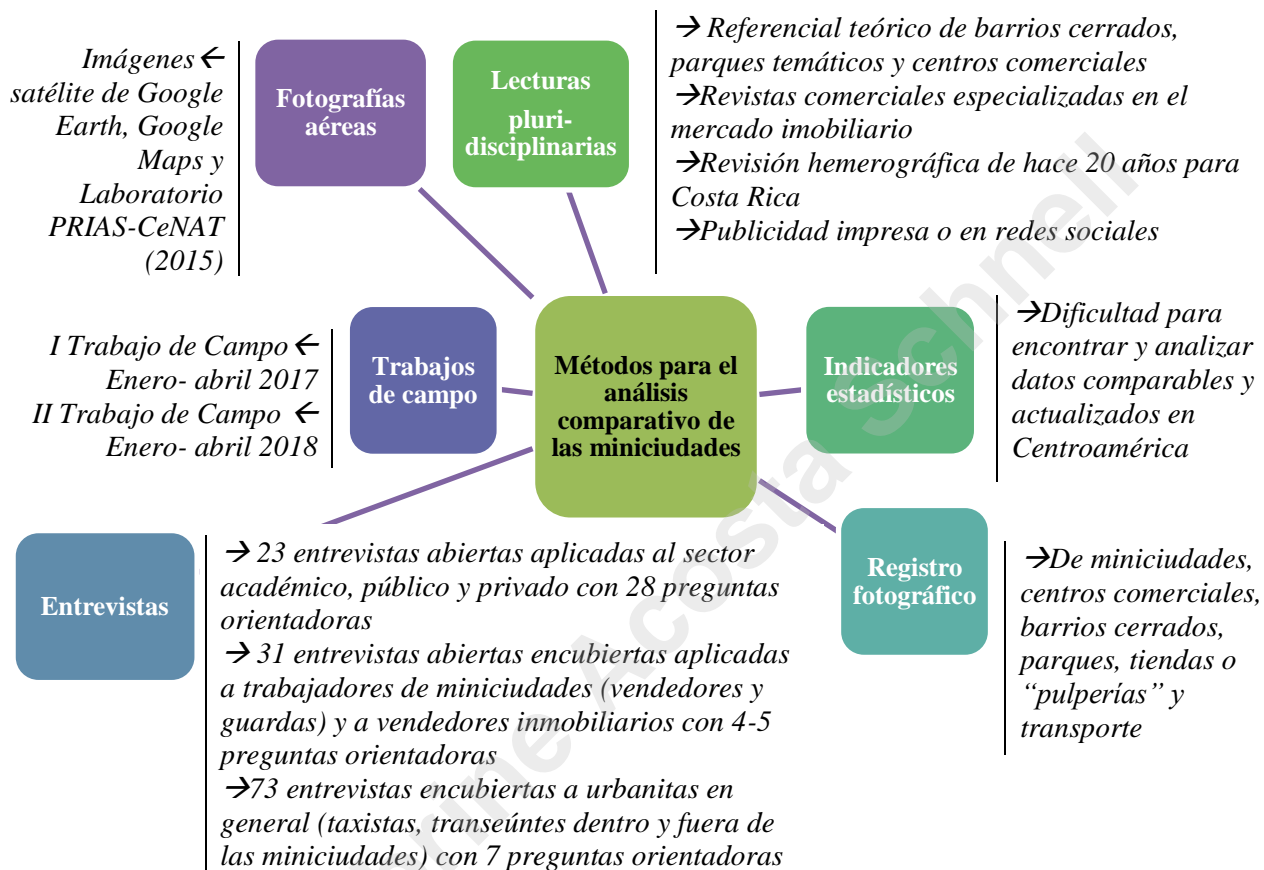 Imágenes ←
satélite de Google
Earth, Google
Maps y
Laboratorio
PRIAS-CeNAT
(2015)
Fotografías
aéreas
Lecturas
pluri-
disciplinarias
→ Referencial teórico de barrios cerrados,
parques temáticos y centros comerciales
→Revistas comerciales especializadas en el
mercado imobiliario
→Revisión hemerográfica de hace 20 años para
Costa Rica
→Publicidad impresa o en redes sociales
I Trabajo de Campo ←
Enero- abril 2017
II Trabajo de Campo ←
Enero- abril 2018
Trabajos
de campo
Métodos para el
análisis
comparativo de
las miniciudades
Indicadores
estadísticos
→Dificultad para
encontrar y analizar
datos comparables y
actualizados en
Centroamérica
Entrevistas
→ 23 entrevistas abiertas aplicadas al sector
académico, público y privado con 28 preguntas
orientadoras
→ 31 entrevistas abiertas encubiertas aplicadas
a trabajadores de miniciudades (vendedores y
guardas) y a vendedores inmobiliarios con 4-5
preguntas orientadoras
→73 entrevistas encubiertas a urbanitas en
general (taxistas, transeúntes dentro y fuera de
las miniciudades) con 7 preguntas orientadoras
Registro
fotográfico
→De miniciudades,
centros comerciales,
barrios cerrados,
parques, tiendas o
“pulperías” y
transporte
rine Acosta Schnell